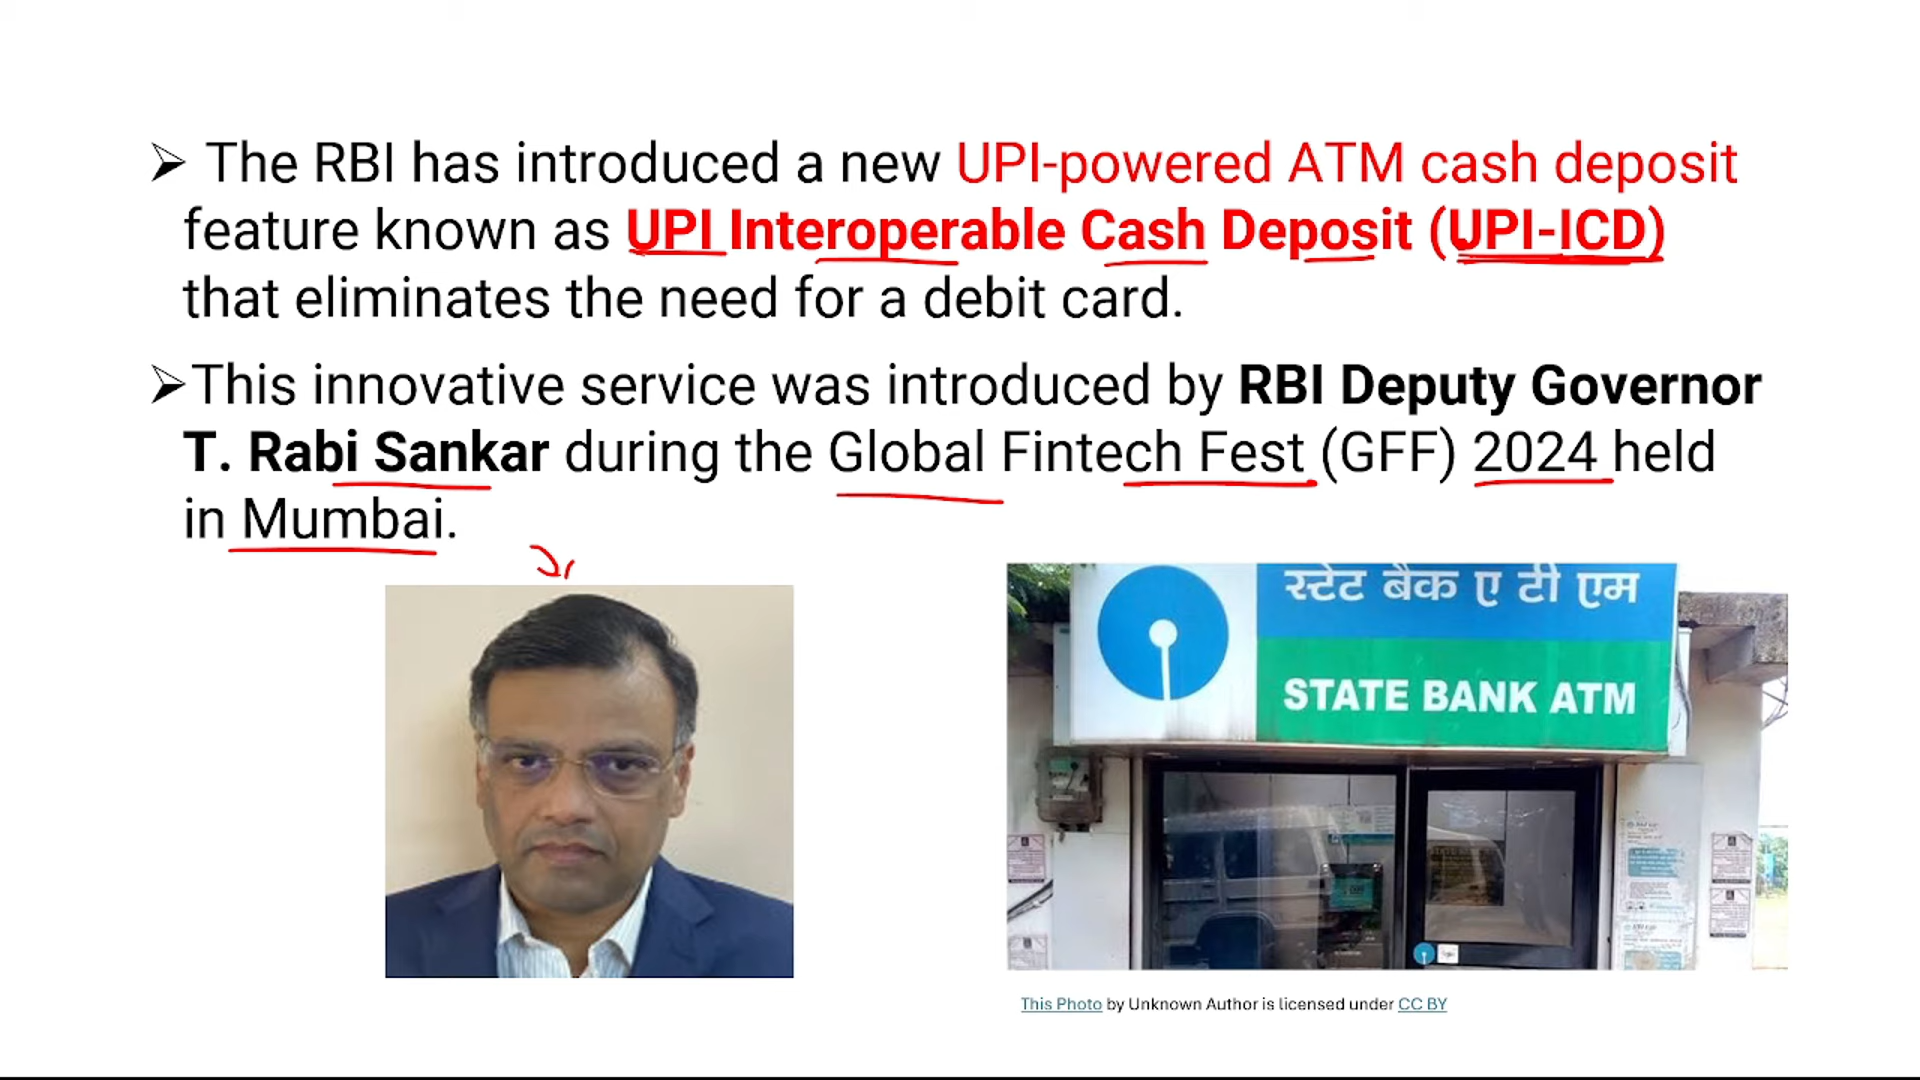 ➢ The RBI has introduced a new UPI-powered ATM cash deposit
feature known as UPI Interoperable Cash Deposit (UPI-ICD)
that eliminates the need for a debit card.
➢This innovative service was introduced by RBI Deputy Governor
T. Rabi Sankar during the Global Fintech Fest (GFF) 2024 held
in Mumbai.
स्टेट बैंक ए टी एम
STATE BANK ATM
This Photo by Unknown Author is licensed under CC BY